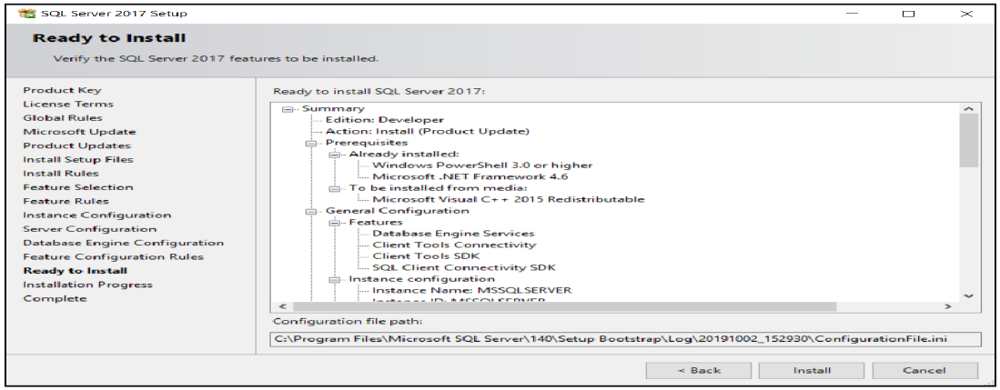 SQL Server 2017 Setup
Ready to Install
Verify the SQL Server 2017 features to be installed.
Product Key
License Terms
Global Rules
Microsoft Update
Product Updates
Install Setup Files
Install Rules
Feature Selection
Feature Rules
Instance Configuration
Server Configuration
Database Engine Configuration
Feature Configuration Rules
Ready to Install
Installation Progress
Complete
Ready to install SQL Server 2017:
Summary
Edition: Developer
Action: Install (Product Update)
Prerequisites
Already installed:
Windows PowerShell 3.0 or higher
Microsoft .NET Framework 4.6
To be installed from media:
Microsoft Visual C++ 2015 Redistributable
General Configuration
Features
Database Engine Services
Client Tools Connectivity
Client Tools SDK
SQL Client Connectivity SDK
Instance configuration
Instance Name: MSSQLSERVER
Instance ID: MSSQLSERVER
Configuration file path:
C:\Program Files\Microsoft SQL Server\140\Setup Bootstrap\Log\20191002_152930\ConfigurationFile.ini
< Back
Install
Cancel